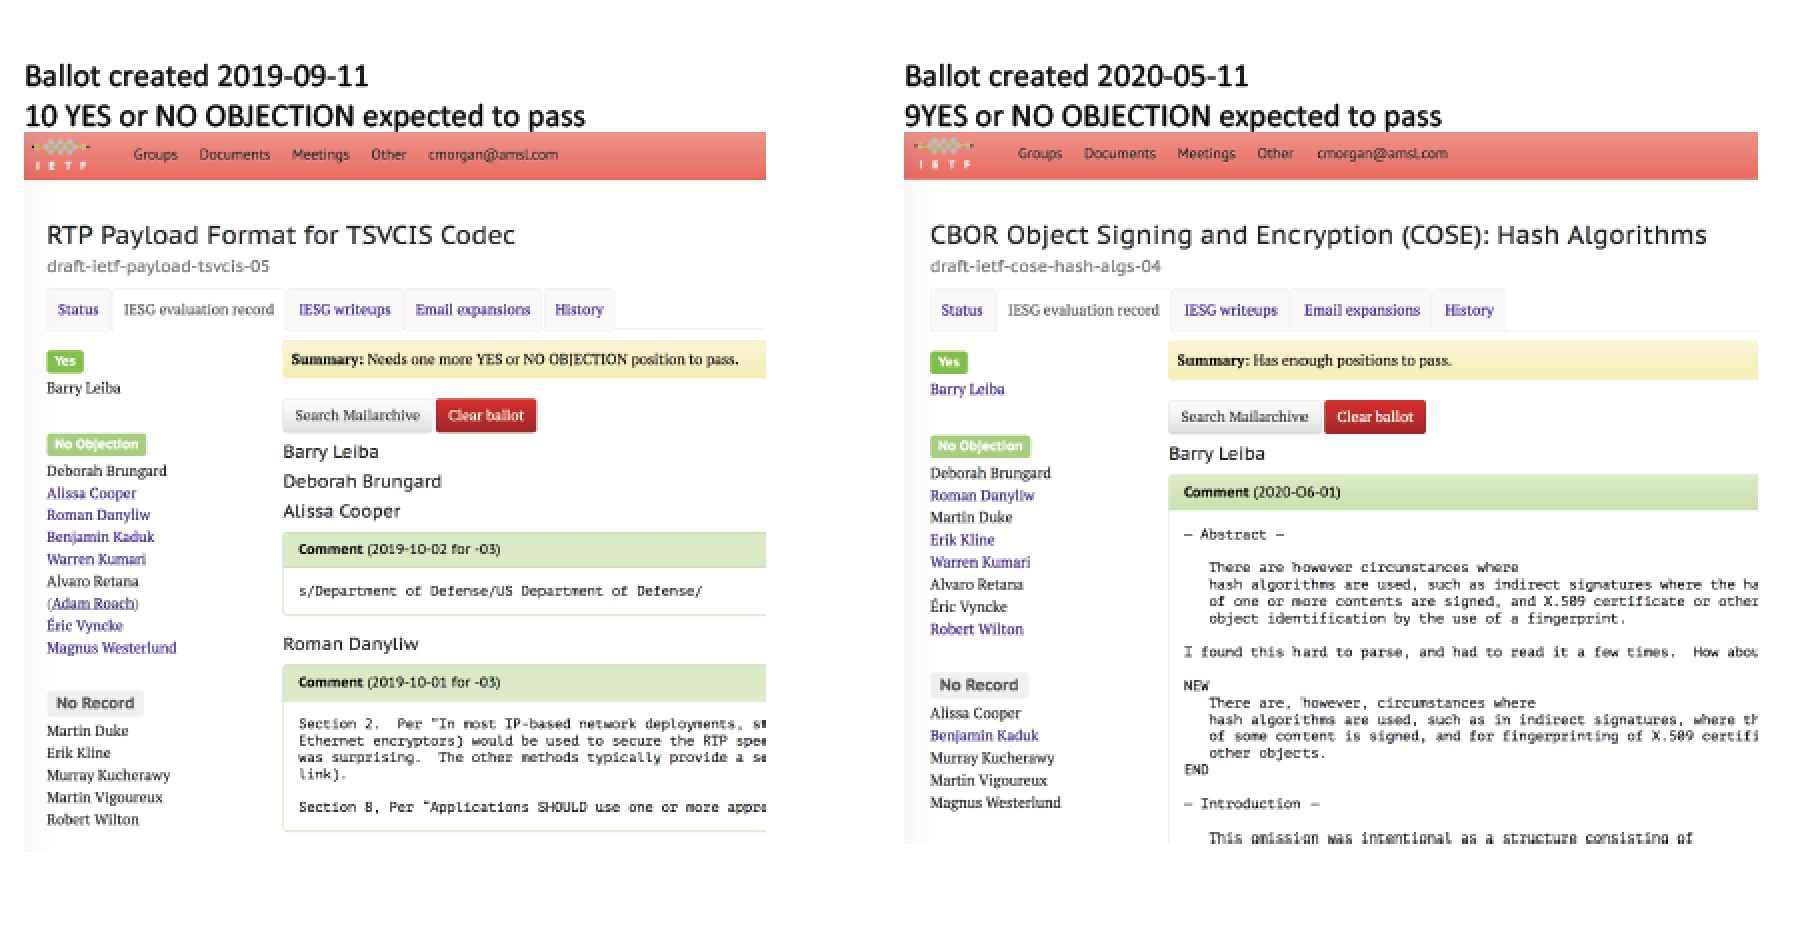 Ballot created 2019-09-11
10 YES or NO OBJECTION expected to pass
IETF
Groups Documents Meetings Other cmorgan@amsl.com
RTP Payload Format for TSVCIS Codec
draft-ietf-payload-tsvcis-05
Status IESG evaluation record IESG writeups Email expansions History
Yes
Barry Leiba
No Objection
Deborah Brungard
Alissa Cooper
Roman Danyliw
Benjamin Kaduk
Warren Kumari
Alvaro Retana
(Adam Roach)
Éric Vyncke
Magnus Westerlund
No Record
Martin Duke
Erik Kline
Murray Kucherawy
Martin Vigoureux
Robert Wilton
Summary: Needs one more YES or NO OBJECTION position to pass.
Search Mailarchive Clear ballot
Barry Leiba
Deborah Brungard
Alissa Cooper
Comment (2019-10-02 for -03)
s/Department of Defense/US Department of Defense/
Roman Danyliw
Comment (2019-10-01 for -03)
Section 2.  Per "In most IP-based network deployments, st
Ethernet encryptors) would be used to secure the RTP spee
was surprising.  The other methods typically provide a se
link).
Section 8, Per "Applications SHOULD use one or more appro
Ballot created 2020-05-11
9YES or NO OBJECTION expected to pass
IETF
Groups Documents Meetings Other cmorgan@amsl.com
CBOR Object Signing and Encryption (COSE): Hash Algorithms
draft-ietf-cose-hash-algs-04
Status IESG evaluation record IESG writeups Email expansions History
Yes
Barry Leiba
No Objection
Deborah Brungard
Roman Danyliw
Martin Duke
Erik Kline
Warren Kumari
Alvaro Retana
Éric Vyncke
Robert Wilton
No Record
Alissa Cooper
Benjamin Kaduk
Murray Kucherawy
Martin Vigoureux
Magnus Westerlund
Summary: Has enough positions to pass.
Search Mailarchive Clear ballot
Barry Leiba
Comment (2020-06-01)
— Abstract —
There are however circumstances where
hash algorithms are used, such as indirect signatures where the ha
of one or more contents are signed, and X.509 certificate or other
object identification by the use of a fingerprint.
I found this hard to parse, and had to read it a few times.  How abou
NEW
There are, however, circumstances where
hash algorithms are used, such as in indirect signatures, where th
of some content is signed, and for fingerprinting of X.509 certifi
other objects.
END
— Introduction —
This omission was intentional as a structure consisting of